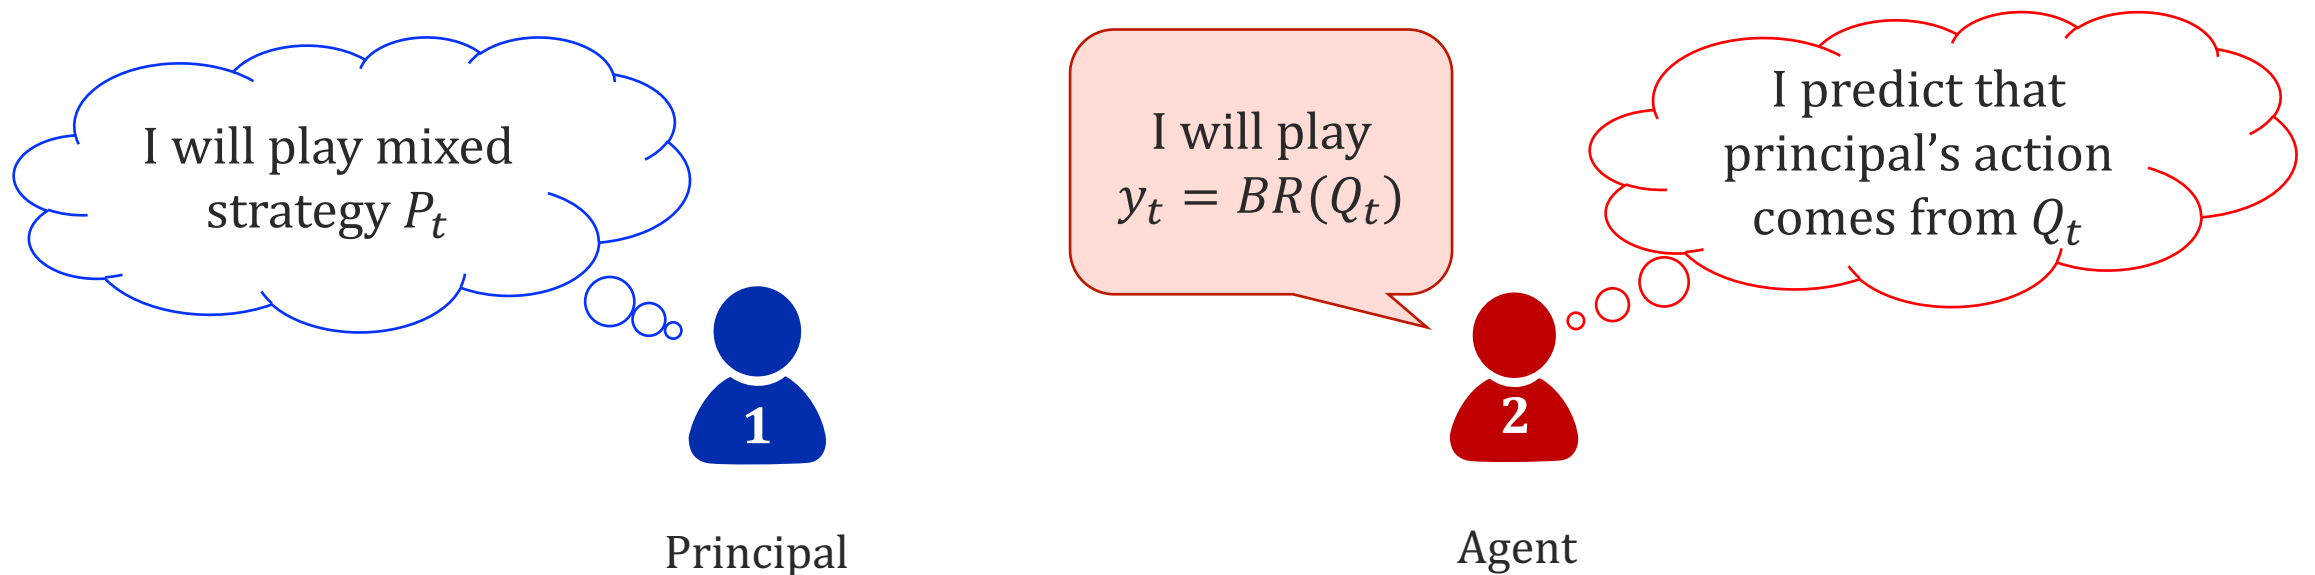 I will play mixed
strategy P_t
1
Principal
I will play
y_t = BR(Q_t)
I predict that
principal’s action
comes from Q_t
2
Agent